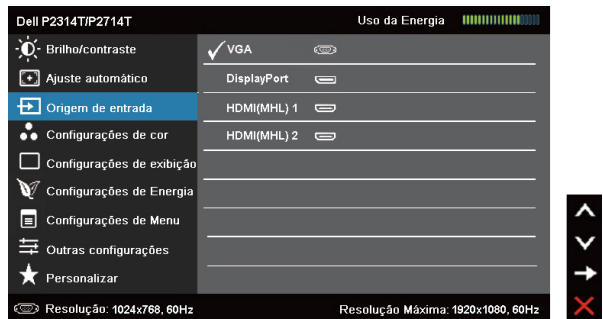 Dell P2314T/P2714T Uso da Energia
Brilho/contraste VGA
Ajuste automático DisplayPort
Origem de entrada HDMI(MHL) 1
Configurações de cor HDMI(MHL) 2
Configurações de exibição
Configurações de Energia
Configurações de Menu
Outras configurações
Personalizar
Resolução: 1024x768, 60Hz Resolução Máxima: 1920x1080, 60Hz